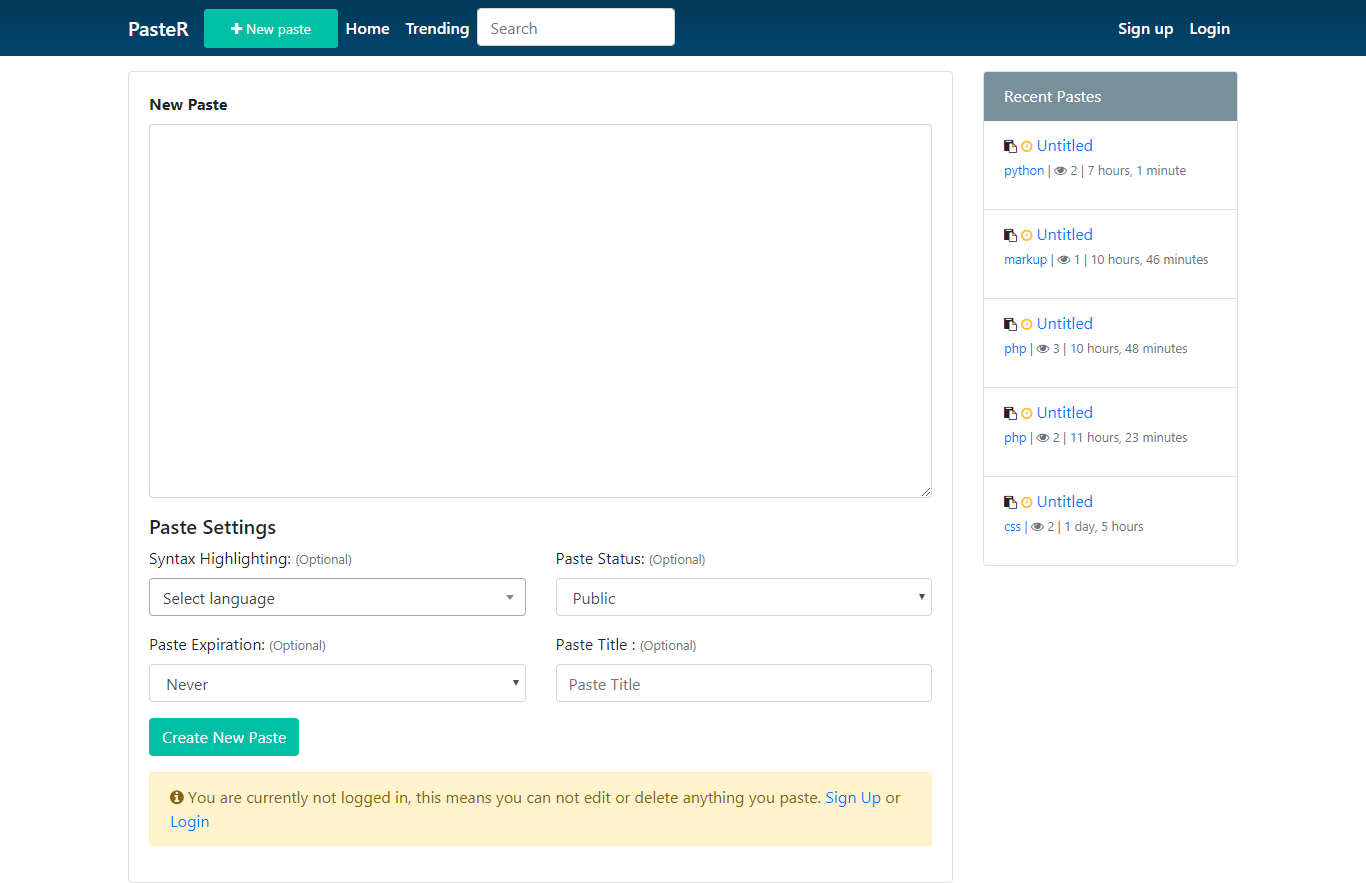 PasteR New paste Home Trending Search Sign up Login
New Paste
Paste Settings
Syntax Highlighting: (Optional) Paste Status: (Optional)
Select language Public
Paste Expiration: (Optional) Paste Title : (Optional)
Never Paste Title
Create New Paste
You are currently not logged in, this means you can not edit or delete anything you paste. Sign Up or
Login
Recent Pastes
Untitled
python | 2 | 7 hours, 1 minute
Untitled
markup | 1 | 10 hours, 46 minutes
Untitled
php | 3 | 10 hours, 48 minutes
Untitled
php | 2 | 11 hours, 23 minutes
Untitled
css | 2 | 1 day, 5 hours